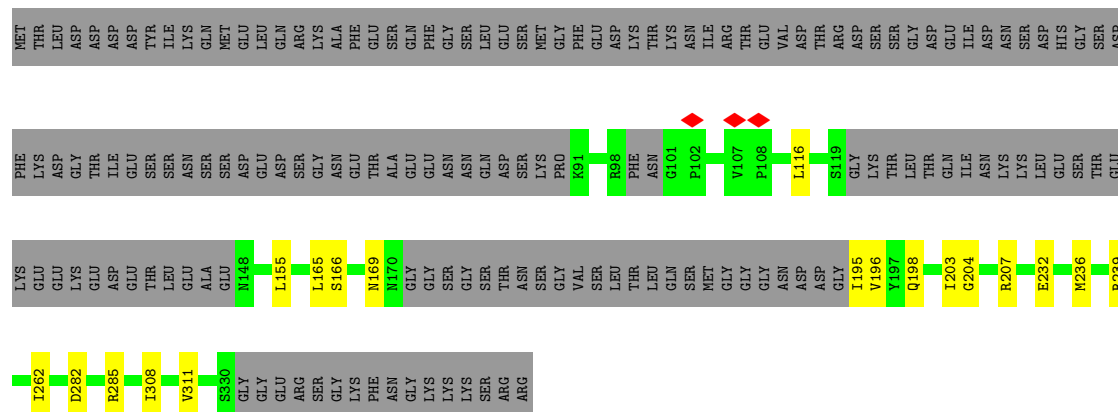 MET THR LEU ASP ASP ASP ASP TYR ILE LYS GLN MET GLU LEU GLN ARG LYS ALA PHE GLU SER GLN PHE GLY SER LEU GLU SER MET GLY PHE GLU ASP LYS THR LYS ASN ILE ARG THR GLU VAL ASP THR ARG ASP SER SER GLY ASP GLU ILE ASP ASN SER ASP HIS GLY SER ASP
PHE LYS ASP GLY THR ILE GLU SER SER ASN SER SER ASP GLU ASP SER GLY ASN GLU THR ALA GLU GLU ASN ASN GLN ASP SER LYS PRO K91 R98 PHE ASN G101 P102 V107 P108 L116 S119 GLY LYS THR LEU THR GLN ILE ASN LYS LYS LEU GLU SER THR GLU
LYS GLU GLU LYS GLU ASP GLU THR LEU GLU ALA GLU N148 L155 L165 S166 N169 N170 GLY GLY SER GLY SER THR ASN SER GLY VAL SER LEU THR LEU GLN SER MET GLY GLY GLY ASN ASP ASP GLY I195 V196 Y197 Q198 I203 G204 R207 E232 M236 R239
I262 D282 R285 I308 V311 S330 GLY GLY GLU ARG SER GLY LYS PHE ASN GLY LYS LYS LYS SER ARG ARG